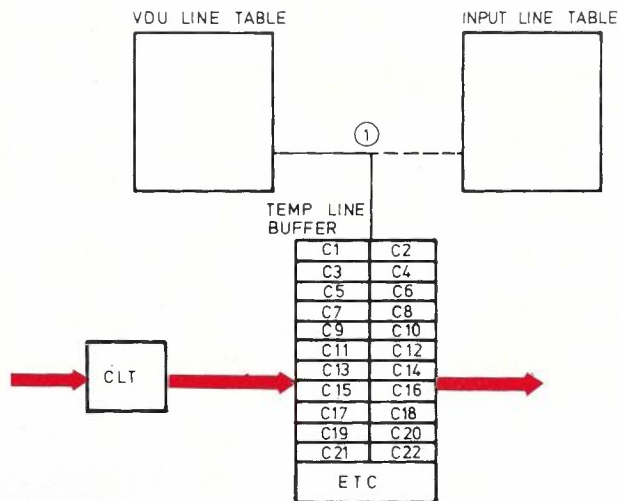 VDU LINE TABLE
INPUT LINE TABLE
1
TEMP LINE
BUFFER
C1 C2
C3 C4
C5 C6
C7 C8
C9 C10
C11 C12
C13 C14
C15 C16
C17 C18
C19 C20
C21 C22
ETC
CLT